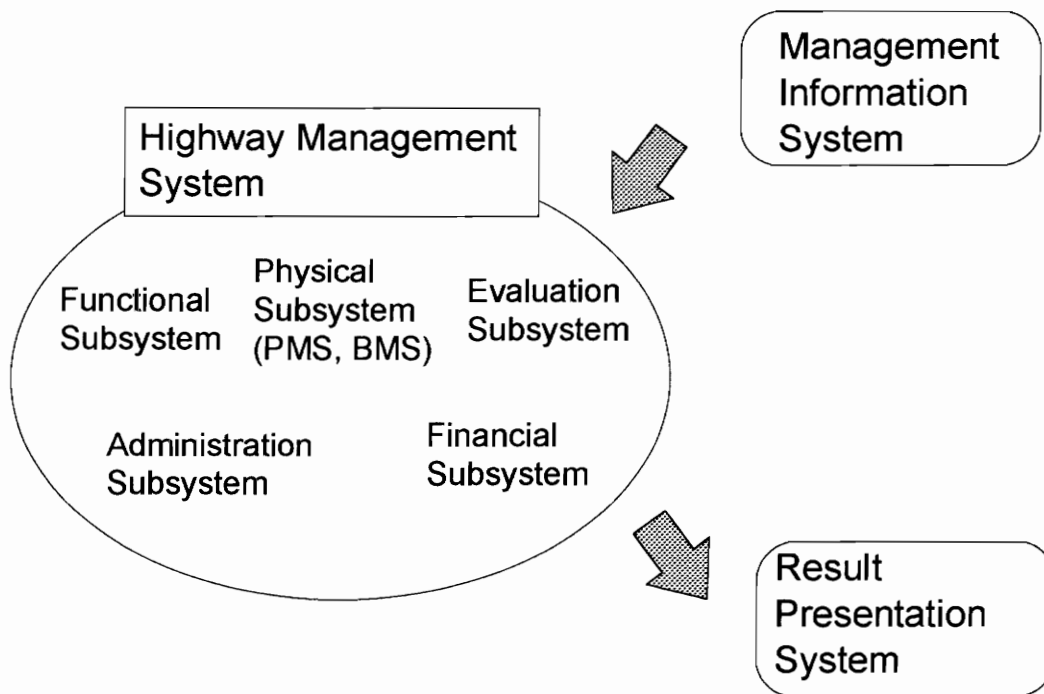 Management
Information
System
Highway Management
System
Functional
Subsystem
Physical
Subsystem
(PMS, BMS)
Evaluation
Subsystem
Administration
Subsystem
Financial
Subsystem
Result
Presentation
System